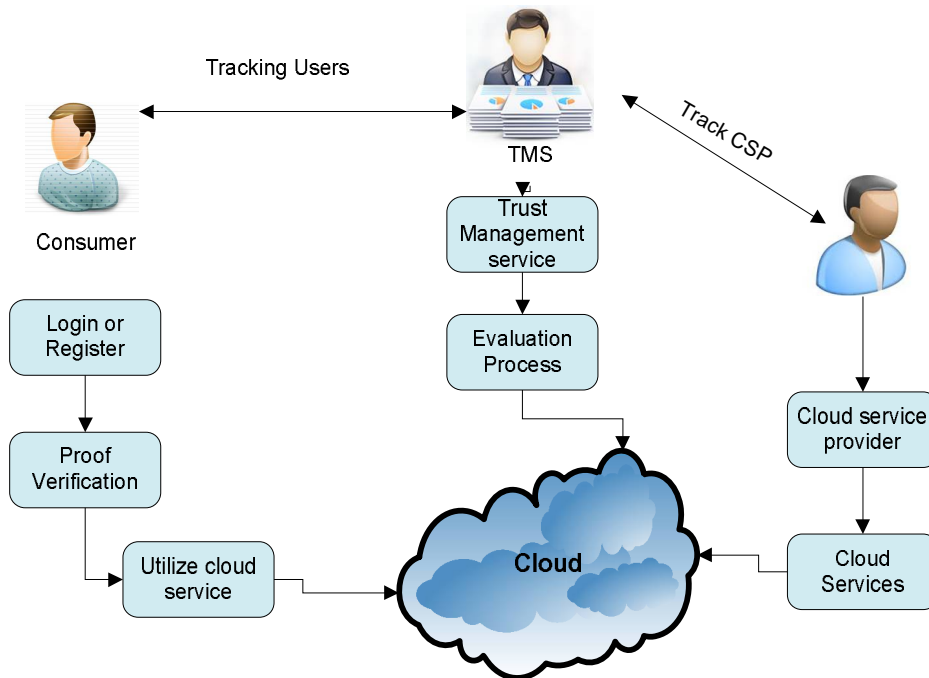 Tracking Users
TMS
Track CSP
Consumer
Trust
Management
service
Login or
Register
Evaluation
Process
Cloud service
provider
Proof
Verification
Utilize cloud
service
Cloud
Cloud
Services